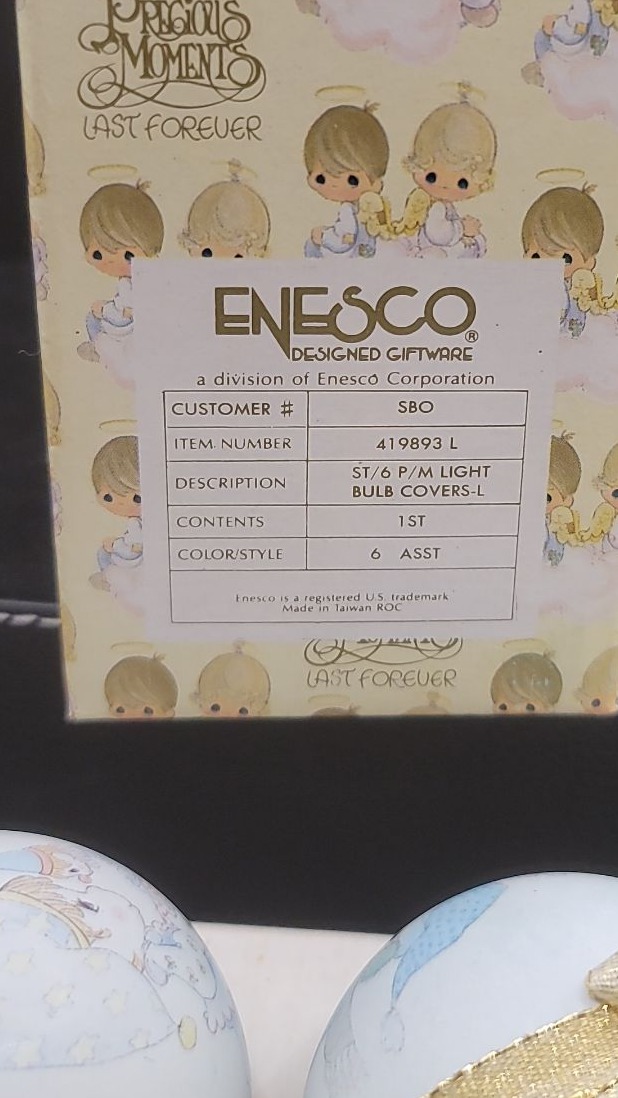 PRECIOUS
MOMENTS
LAST FOREVER
ENESCO®
DESIGNED GIFTWARE
a division of Enesco Corporation
CUSTOMER # SBO
ITEM NUMBER 419893 L
DESCRIPTION ST/6 P/M LIGHT
BULB COVERS-L
CONTENTS 1ST
COLOR/STYLE 6 ASST
Enesco is a registered U.S. trademark
Made in Taiwan ROC
LAST FOREVER